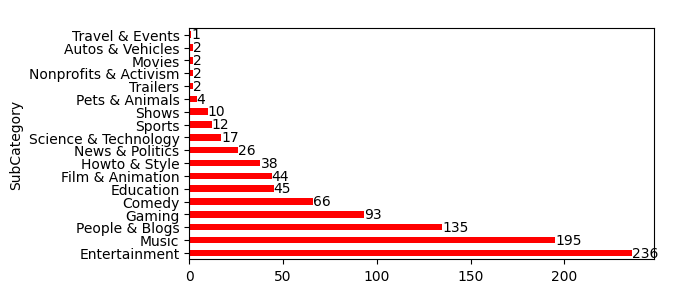 SubCategory
Travel & Events 1
Autos & Vehicles 2
Movies 2
Nonprofits & Activism 2
Trailers 2
Pets & Animals 4
Shows 10
Sports 12
Science & Technology 17
News & Politics 26
Howto & Style 38
Film & Animation 44
Education 45
Comedy 66
Gaming 93
People & Blogs 135
Music 195
Entertainment 236
0 50 100 150 200